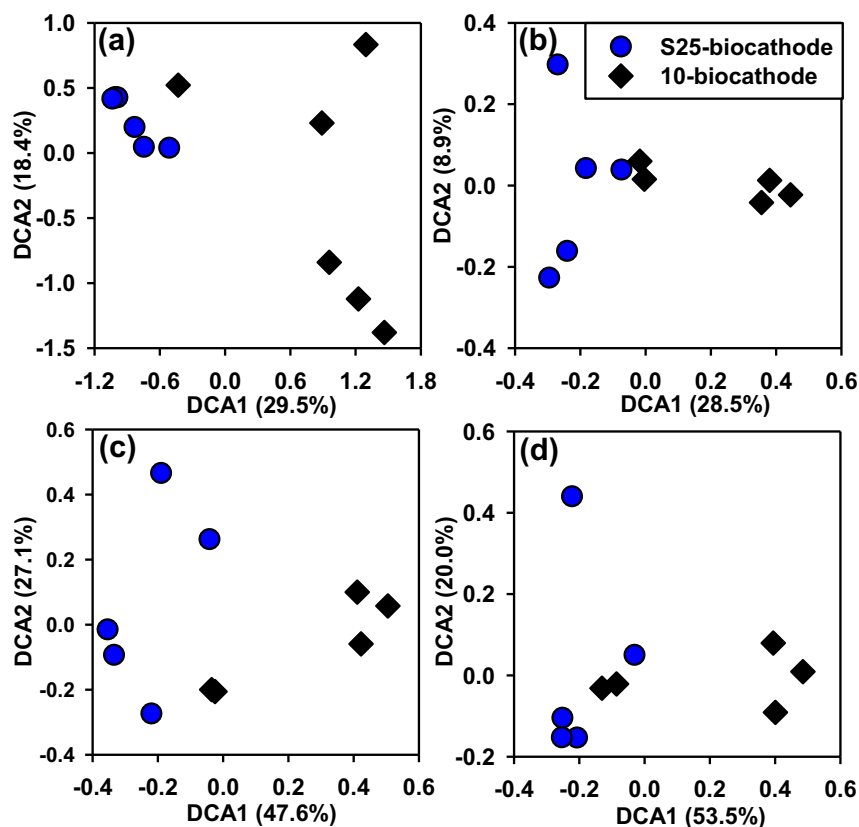 (a)
1.0
0.5
0.0
-0.5
-1.0
-1.5
DCA2 (18.4%)
-1.2 -0.6 0.0 0.6 1.2 1.8
DCA1 (29.5%)
(b)
S25-biocathode
10-biocathode
0.4
0.2
0.0
-0.2
-0.4
DCA2 (8.9%)
-0.4 -0.2 0.0 0.2 0.4 0.6
DCA1 (28.5%)
(c)
0.6
0.4
0.2
0.0
-0.2
-0.4
DCA2 (27.1%)
-0.4 -0.2 0.0 0.2 0.4 0.6
DCA1 (47.6%)
(d)
0.6
0.4
0.2
0.0
-0.2
DCA2 (20.0%)
-0.4 -0.2 0.0 0.2 0.4 0.6
DCA1 (53.5%)